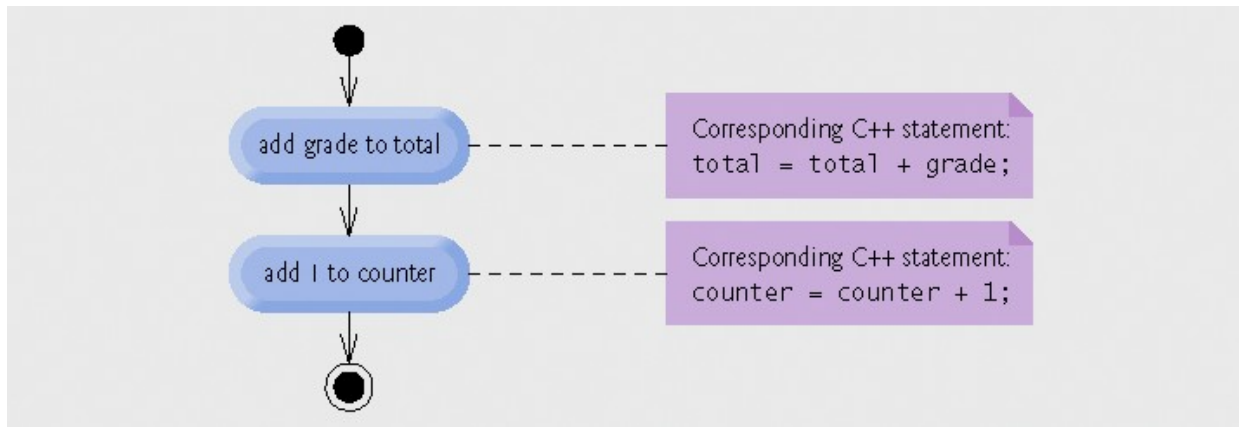 add grade to total
Corresponding C++ statement:
total = total + grade;
add 1 to counter
Corresponding C++ statement:
counter = counter + 1;